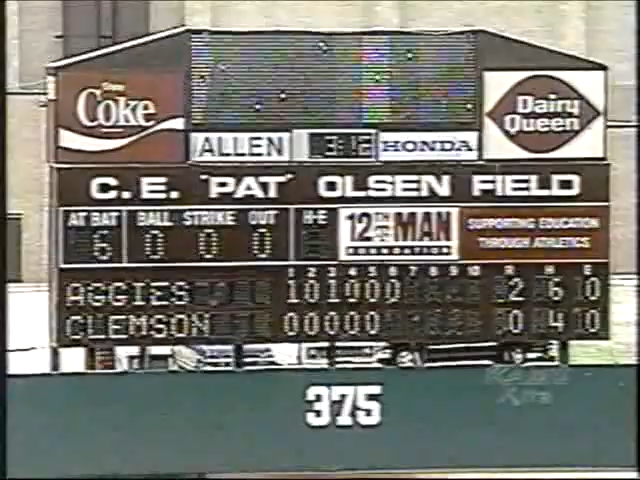 Coke
Dairy
Queen
ALLEN
HONDA
C. E. "PAT" OLSEN FIELD
AT BAT BALL STRIKE OUT H-E
6 0 0 0
12th MAN
FOUNDATION
SUPPORTING EDUCATION
THROUGH ATHLETICS
1 2 3 4 5 6 7 8 9 10 R H E
AGGIES 1 0 1 0 0 0 2 6 0
CLEMSON 0 0 0 0 0 0 4 0
375